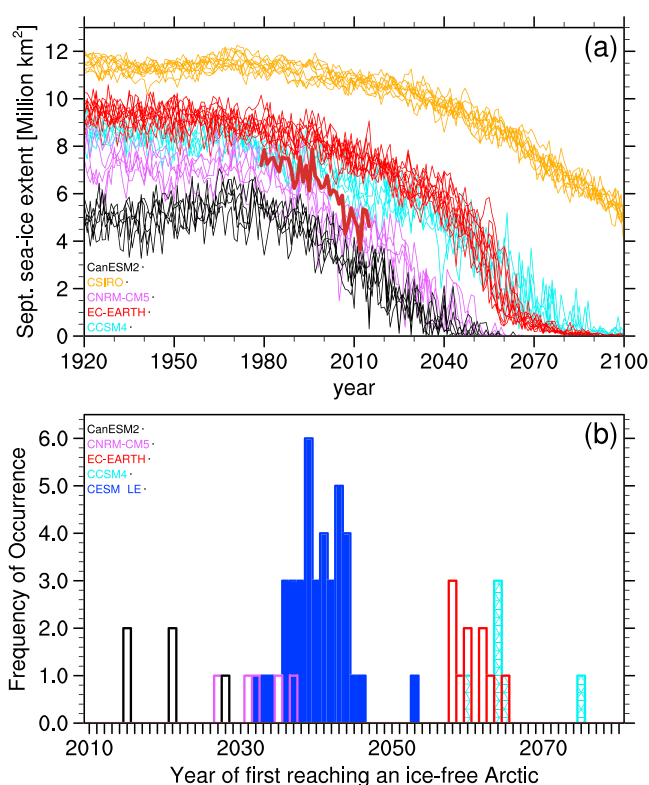 (a)
Sept. sea-ice extent [Million km²]
12
10
8
6
4
2
0
CanESM2
CSIRO
CNRM-CM5
EC-EARTH
CCSM4
1920 1950 1980 2010 2040 2070 2100
year
(b)
Frequency of Occurrence
6.0
5.0
4.0
3.0
2.0
1.0
0.0
CanESM2
CNRM-CM5
EC-EARTH
CCSM4
CESM LE
2010 2030 2050 2070
Year of first reaching an ice-free Arctic